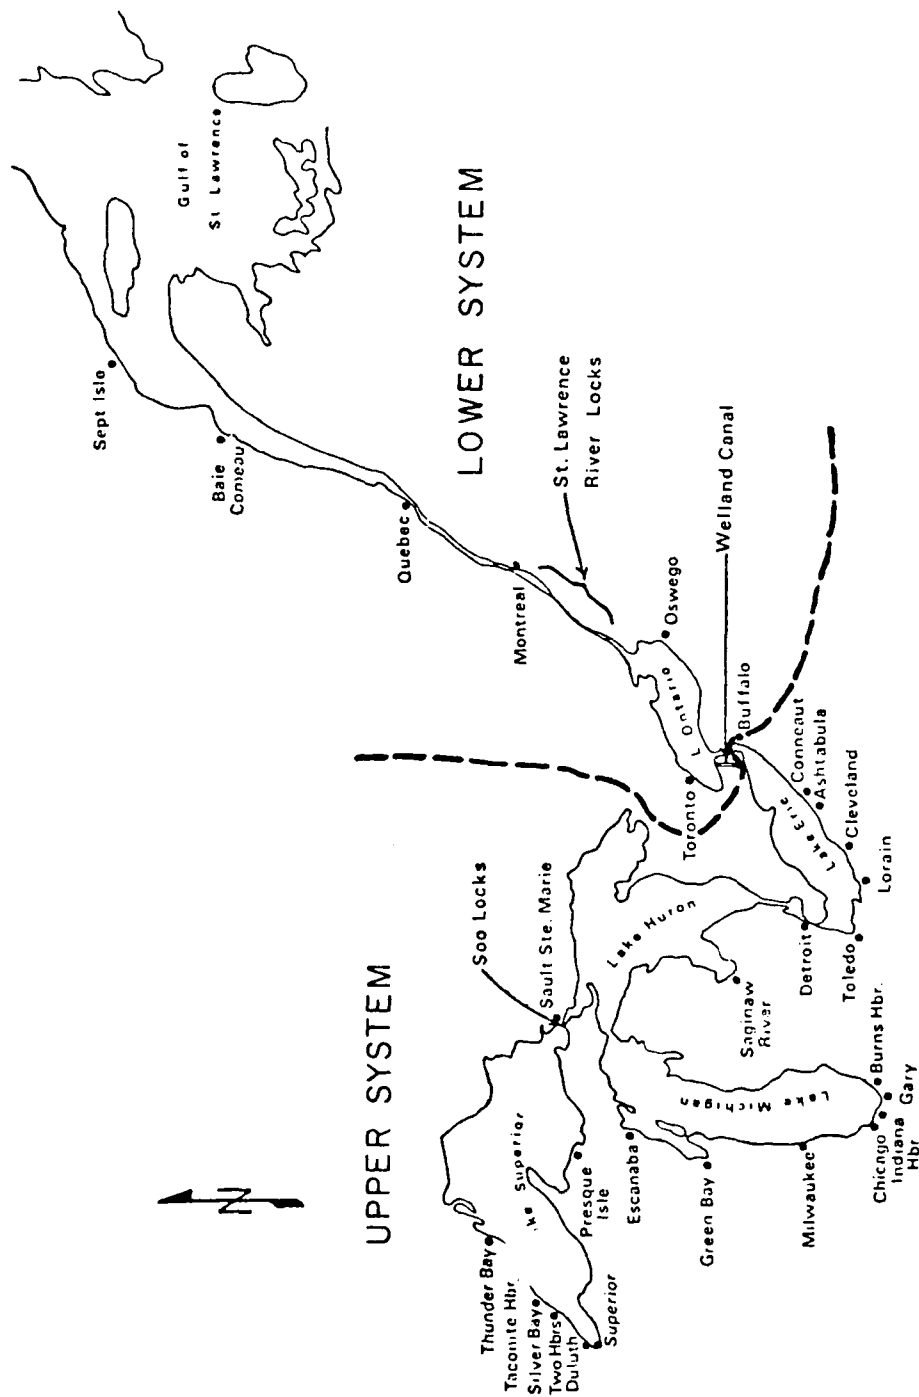 UPPER SYSTEM
LOWER SYSTEM
N
Gulf of
St. Lawrence
Sept Isle
Baie
Comeau
Quebec
Montreal
St. Lawrence
River Locks
Oswego
L. Ontario
Toronto
Welland Canal
Buffalo
Conneaut
Ashtabula
Lake Erie
Cleveland
Lorain
Toledo
Detroit
Lake Huron
Saginaw
River
Soo Locks
Sault Ste. Marie
Thunder Bay
Taconite Hbr.
Silver Bay
Two Hbrs
Duluth
Superior
ke Superior
Presque
Isle
Escanaba
Green Bay
Lake Michigan
Milwaukee
Chicago
Indiana
Hbr
Gary
Burns Hbr.